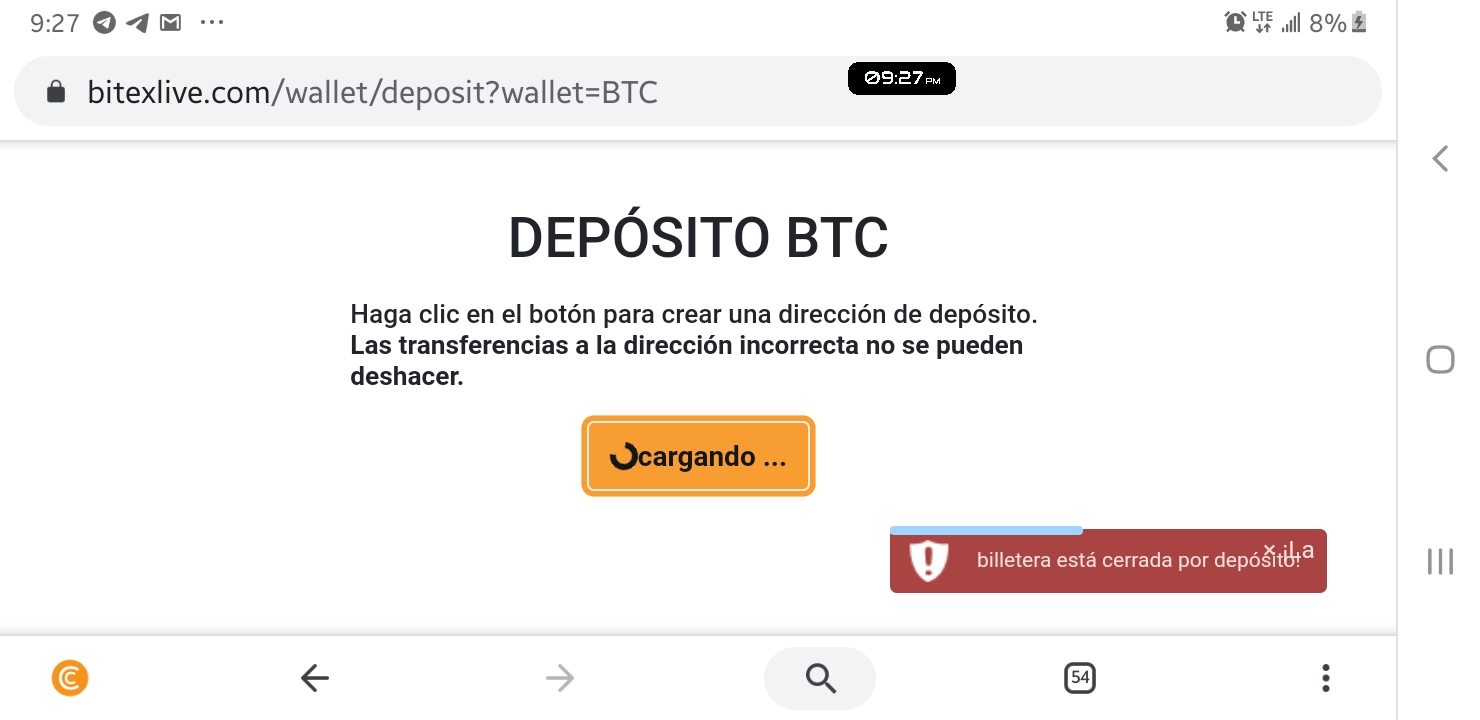 9:27 ... LTE 8%
09:27 PM
bitexlive.com/wallet/deposit?wallet=BTC
DEPÓSITO BTC
Haga clic en el botón para crear una dirección de depósito.
Las transferencias a la dirección incorrecta no se pueden
deshacer.
cargando ...
× ¡La
billetera está cerrada por depósito!
54